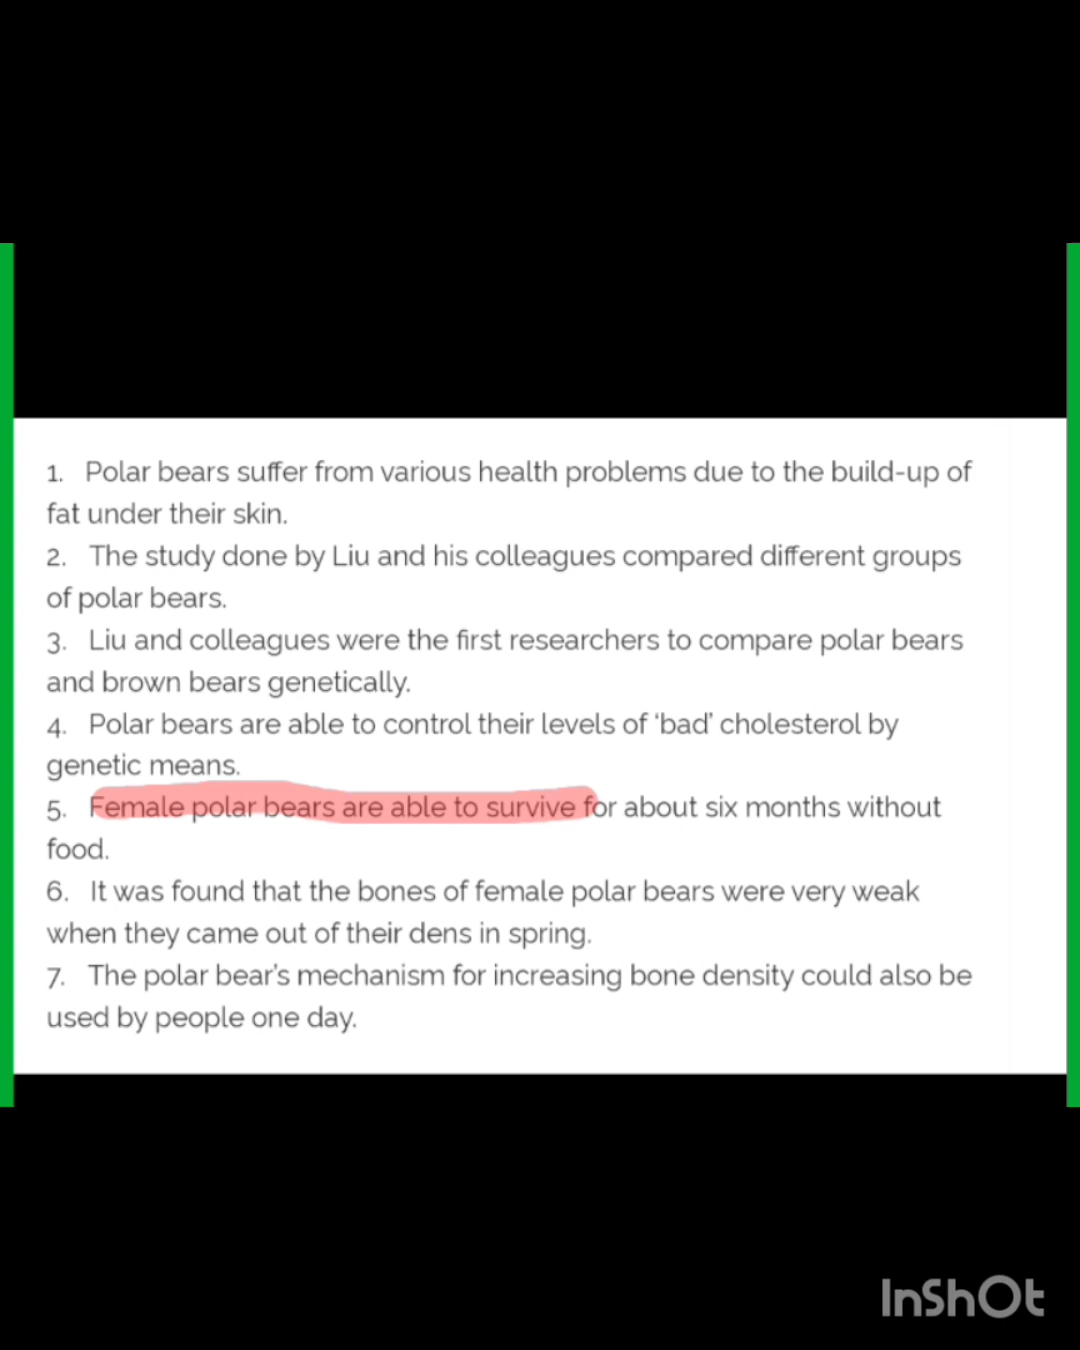 1. Polar bears suffer from various health problems due to the build-up of
fat under their skin.
2. The study done by Liu and his colleagues compared different groups
of polar bears.
3. Liu and colleagues were the first researchers to compare polar bears
and brown bears genetically.
4. Polar bears are able to control their levels of ‘bad’ cholesterol by
genetic means.
5. Female polar bears are able to survive for about six months without
food.
6. It was found that the bones of female polar bears were very weak
when they came out of their dens in spring.
7. The polar bear’s mechanism for increasing bone density could also be
used by people one day.
InShOt